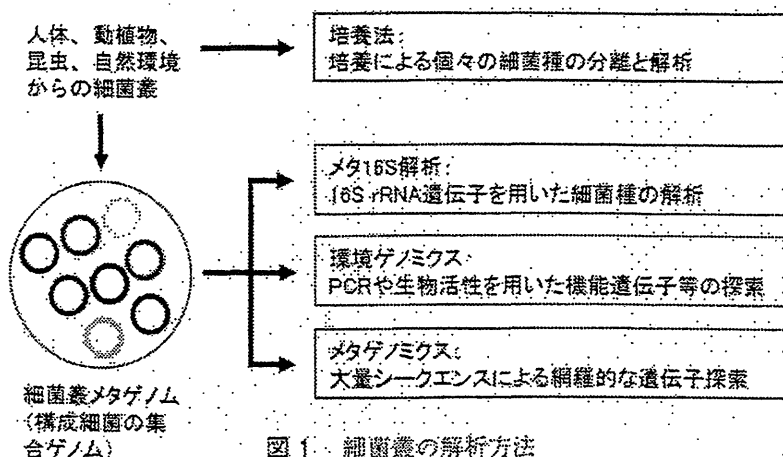 人体、動植物、
昆虫、自然環境
からの細菌叢
培養法:
培養による個々の細菌種の分離と解析
メタ16S解析:
16S rRNA遺伝子を用いた細菌種の解析
環境ゲノミクス:
PCRや生物活性を用いた機能遺伝子等の探索
メタゲノミクス:
大量シークエンスによる網羅的な遺伝子探索
細菌叢メタゲノム
(構成細菌の集
合ゲノム)
図1 細菌叢の解析方法